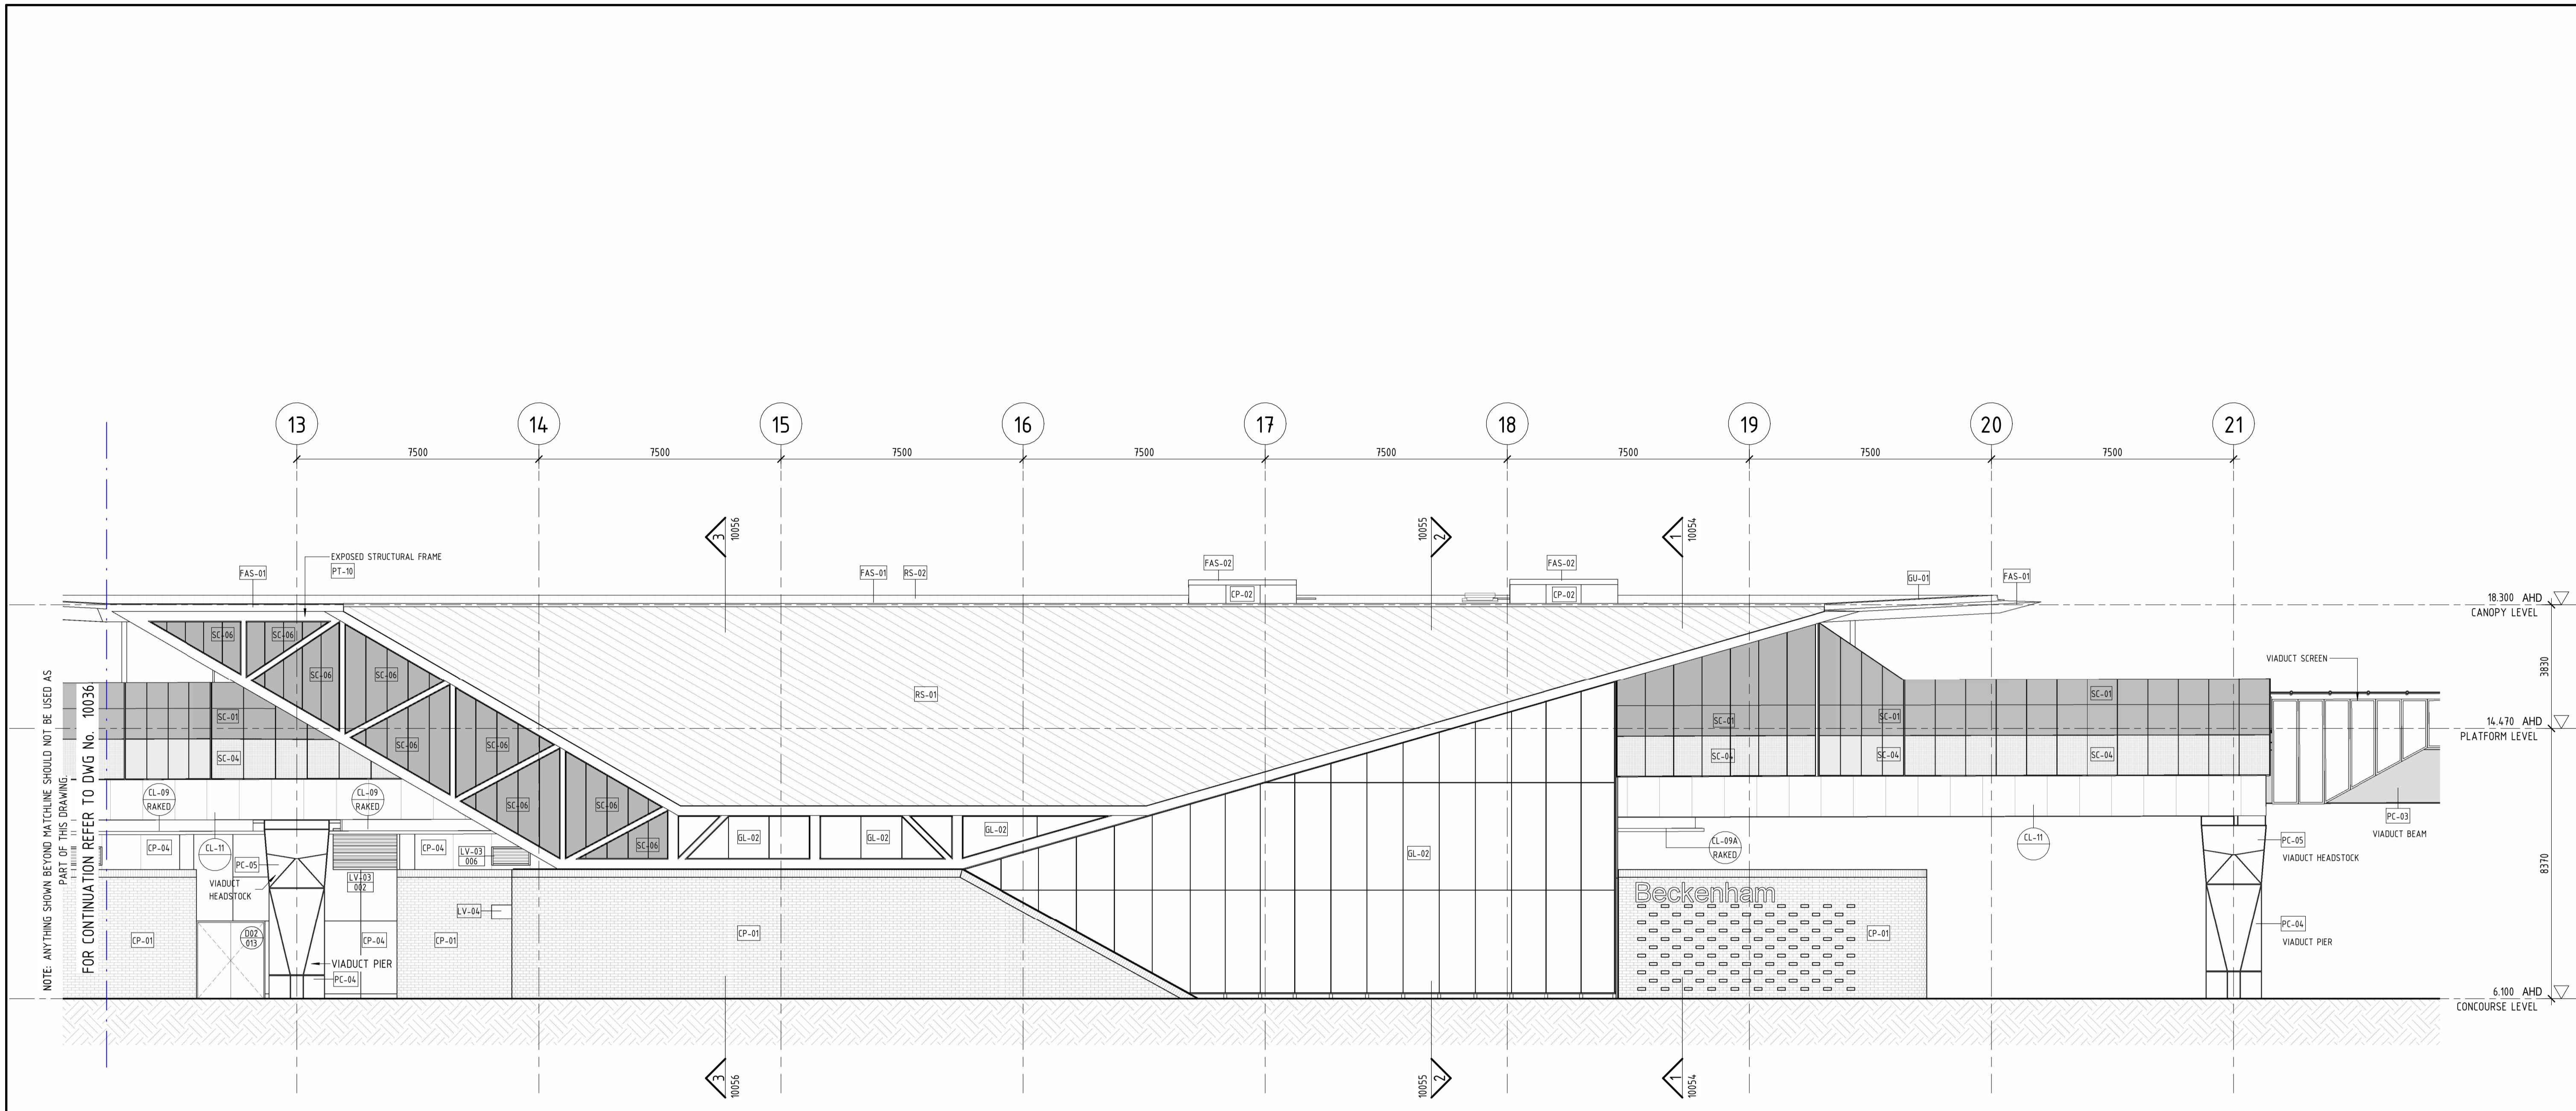 13
14
15
16
17
18
19
20
21
7500
7500
7500
7500
7500
7500
7500
7500
3
10056
10055
2
1
10054
EXPOSED STRUCTURAL FRAME
PT-10
FAS-01
FAS-01
RS-02
FAS-02
CP-02
FAS-02
CP-02
GU-01
FAS-01
18.300 AHD
CANOPY LEVEL
3830
14.470 AHD
PLATFORM LEVEL
8370
6.100 AHD
CONCOURSE LEVEL
NOTE: ANYTHING SHOWN BEYOND MATCHLINE SHOULD NOT BE USED AS
PART OF THIS DRAWING.
FOR CONTINUATION REFER TO DWG No. 10036
SC-06
SC-06
SC-06
SC-06
SC-06
SC-06
SC-06
SC-06
SC-06
RS-01
SC-01
SC-04
SC-01
SC-01
SC-01
SC-04
SC-04
SC-04
VIADUCT SCREEN
CL-09
RAKED
CL-09
RAKED
CL-11
CP-04
CP-04
PC-05
VIADUCT
HEADSTOCK
LV-03
002
LV-03
006
LV-04
GL-02
GL-02
GL-02
GL-02
CL-09A
RAKED
CL-11
PC-03
VIADUCT BEAM
PC-05
VIADUCT HEADSTOCK
PC-04
VIADUCT PIER
Beckenham
CP-01
D02
013
CP-04
CP-01
CP-01
CP-01
VIADUCT PIER
PC-04
3
10056
10055
2
1
10054